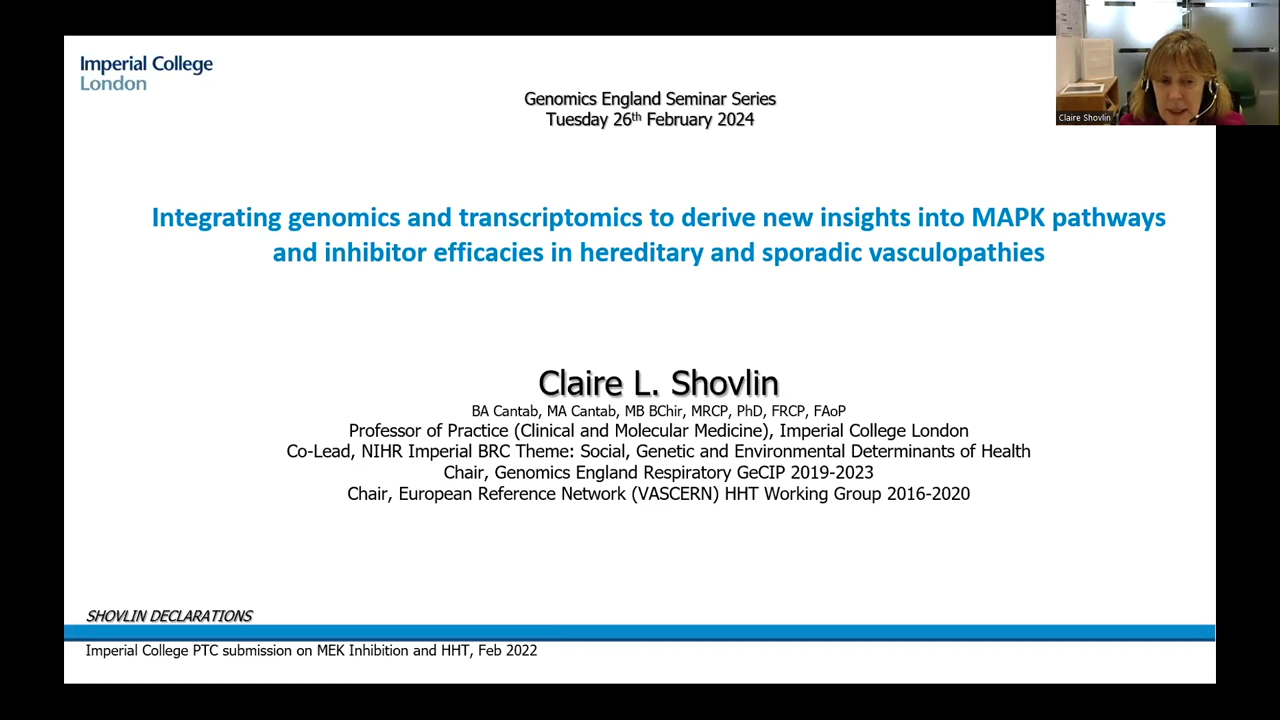 Imperial College
London
Genomics England Seminar Series
Tuesday 26th February 2024
Claire Shovlin
Integrating genomics and transcriptomics to derive new insights into MAPK pathways
and inhibitor efficacies in hereditary and sporadic vasculopathies
Claire L. Shovlin
BA Cantab, MA Cantab, MB BChir, MRCP, PhD, FRCP, FAoP
Professor of Practice (Clinical and Molecular Medicine), Imperial College London
Co-Lead, NIHR Imperial BRC Theme: Social, Genetic and Environmental Determinants of Health
Chair, Genomics England Respiratory GeCIP 2019-2023
Chair, European Reference Network (VASCERN) HHT Working Group 2016-2020
SHOVLIN DECLARATIONS
Imperial College PTC submission on MEK Inhibition and HHT, Feb 2022